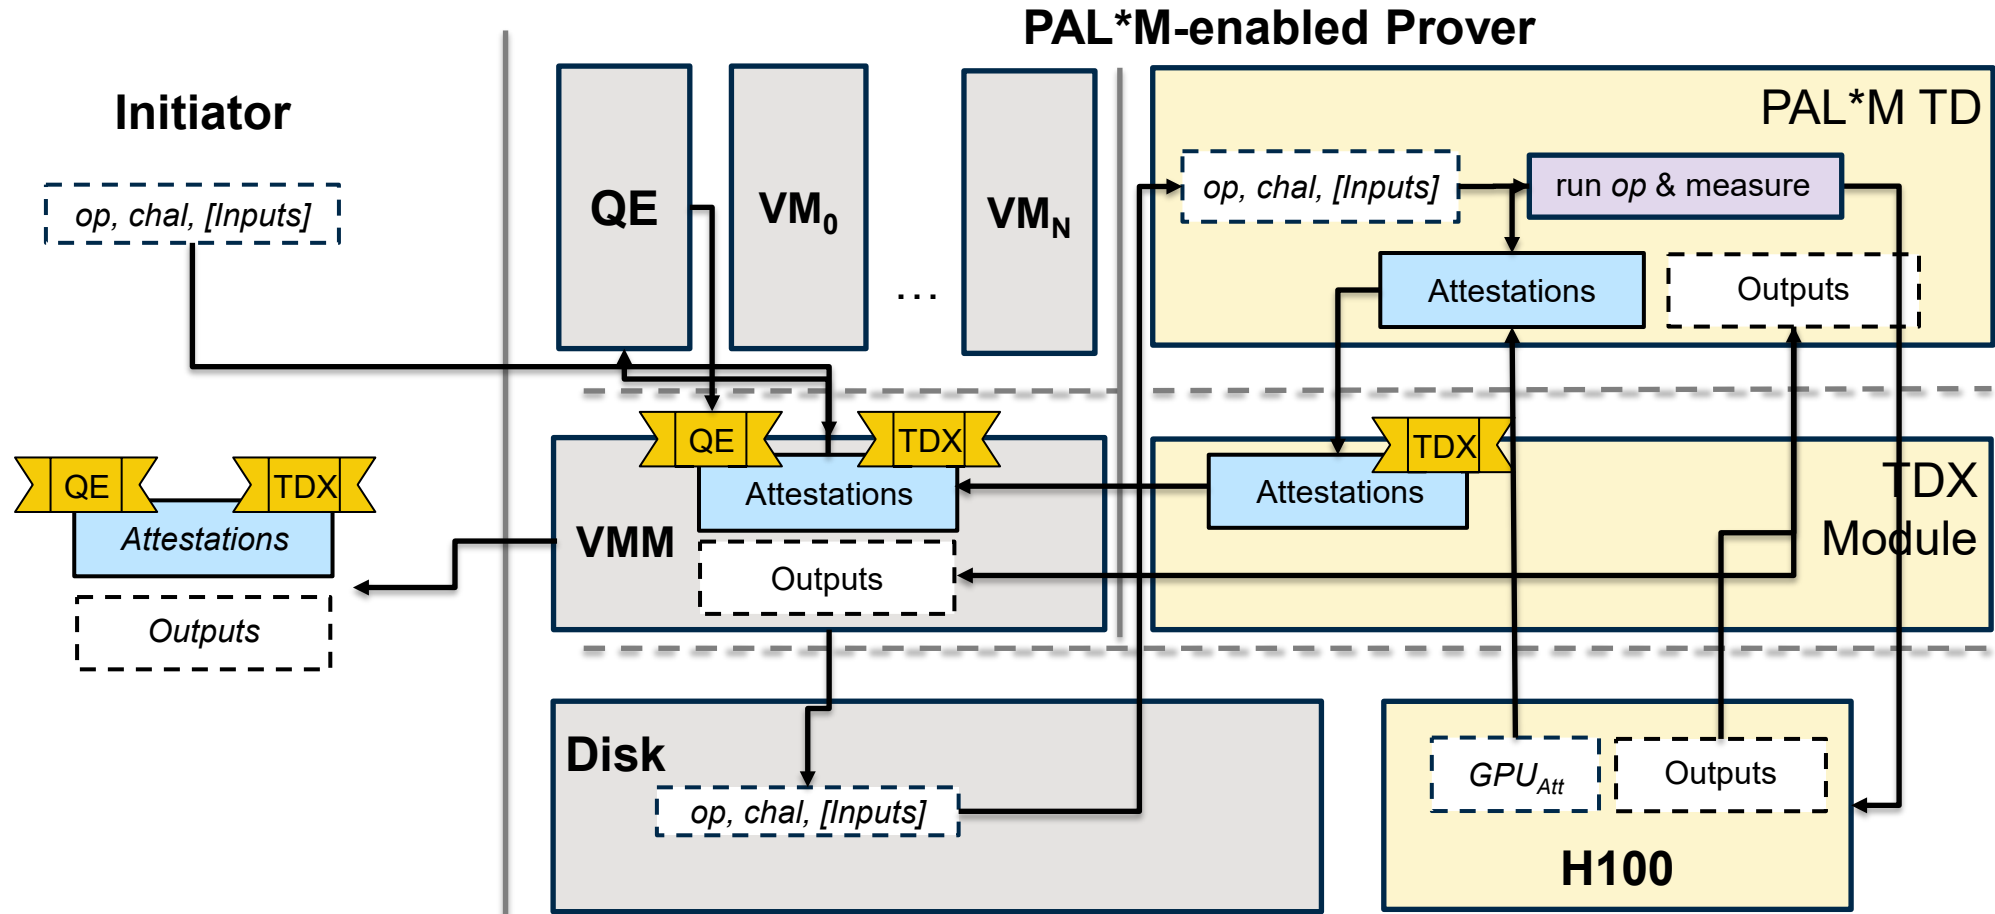 PAL*M-enabled Prover
Initiator
op, chal, [Inputs]
QE
VM0
...
VMN
PAL*M TD
op, chal, [Inputs]
run op & measure
Attestations
Outputs
QE
TDX
Attestations
Outputs
QE
TDX
Attestations
VMM
Outputs
TDX
Attestations
TDX
Module
Disk
op, chal, [Inputs]
GPUAtt
Outputs
H100